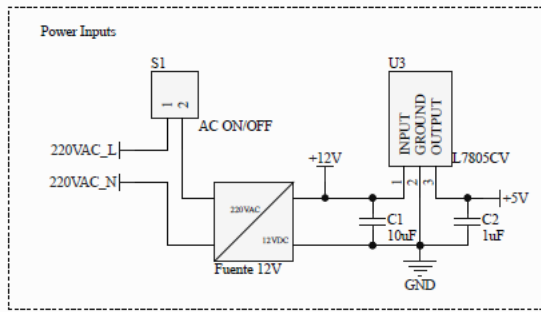 Power Inputs
S1
U3
1
2
AC ON/OFF
INPUT
GROUND
OUTPUT
L7805CV
220VAC_L
+12V
1
2
3
220VAC_N
220VAC
+5V
C1
C2
12VDC
10uF
1uF
Fuente 12V
GND